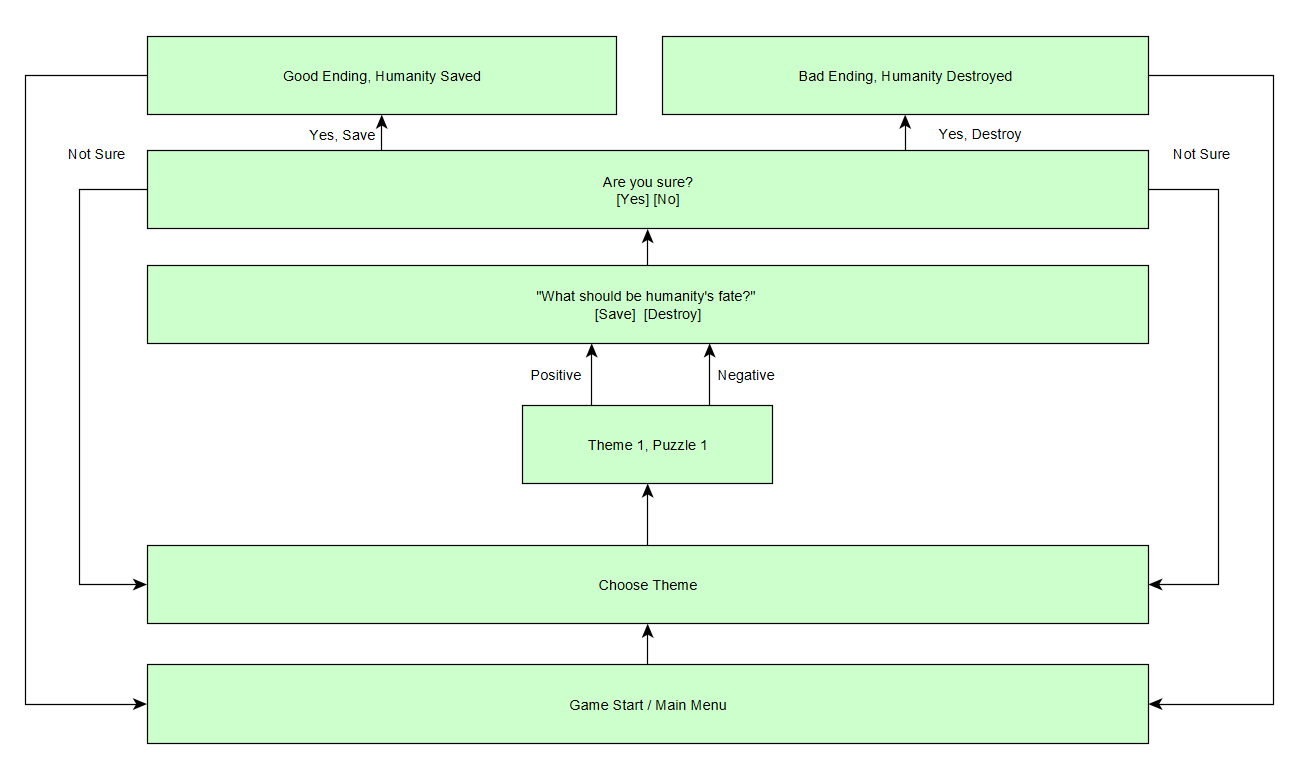 Good Ending, Humanity Saved
Bad Ending, Humanity Destroyed
Yes, Save
Yes, Destroy
Not Sure
Not Sure
Are you sure?
[Yes] [No]
"What should be humanity's fate?"
[Save]  [Destroy]
Positive
Negative
Theme 1, Puzzle 1
Choose Theme
Game Start / Main Menu